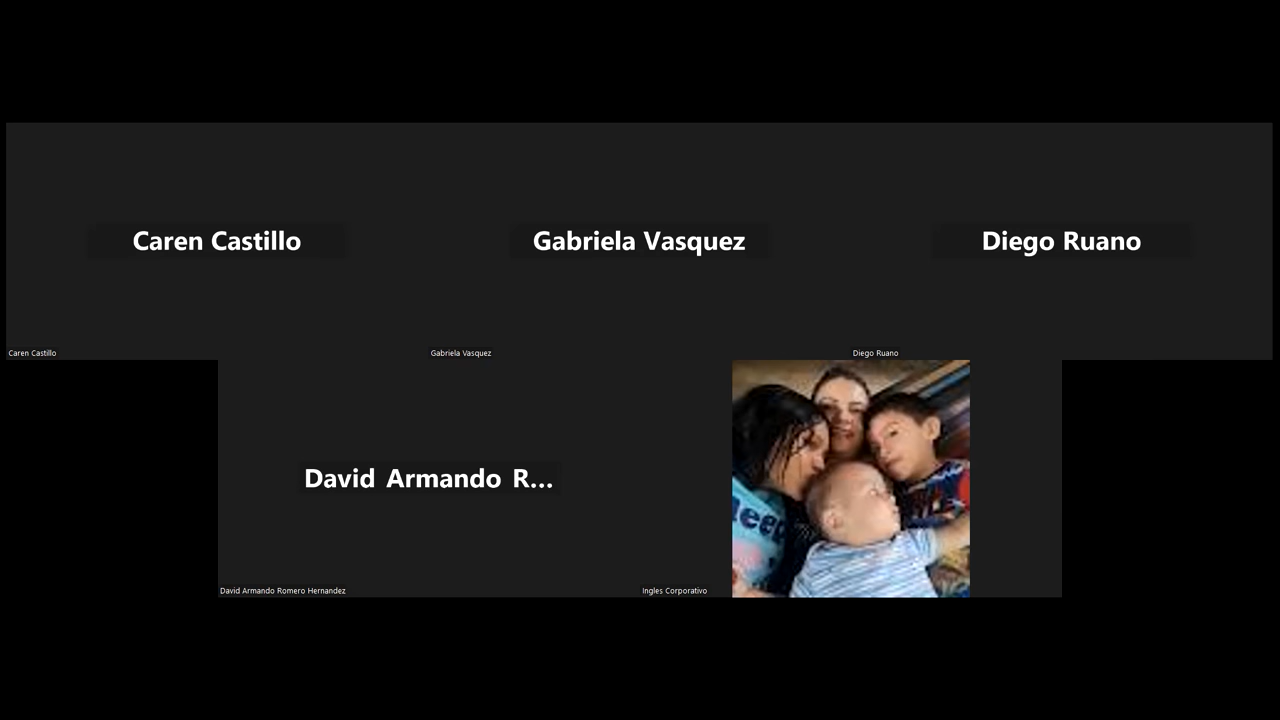 Caren Castillo
Gabriela Vasquez
Diego Ruano
Caren Castillo
Gabriela Vasquez
Diego Ruano
David Armando R...
David Armando Romero Hernandez
Ingles Corporativo